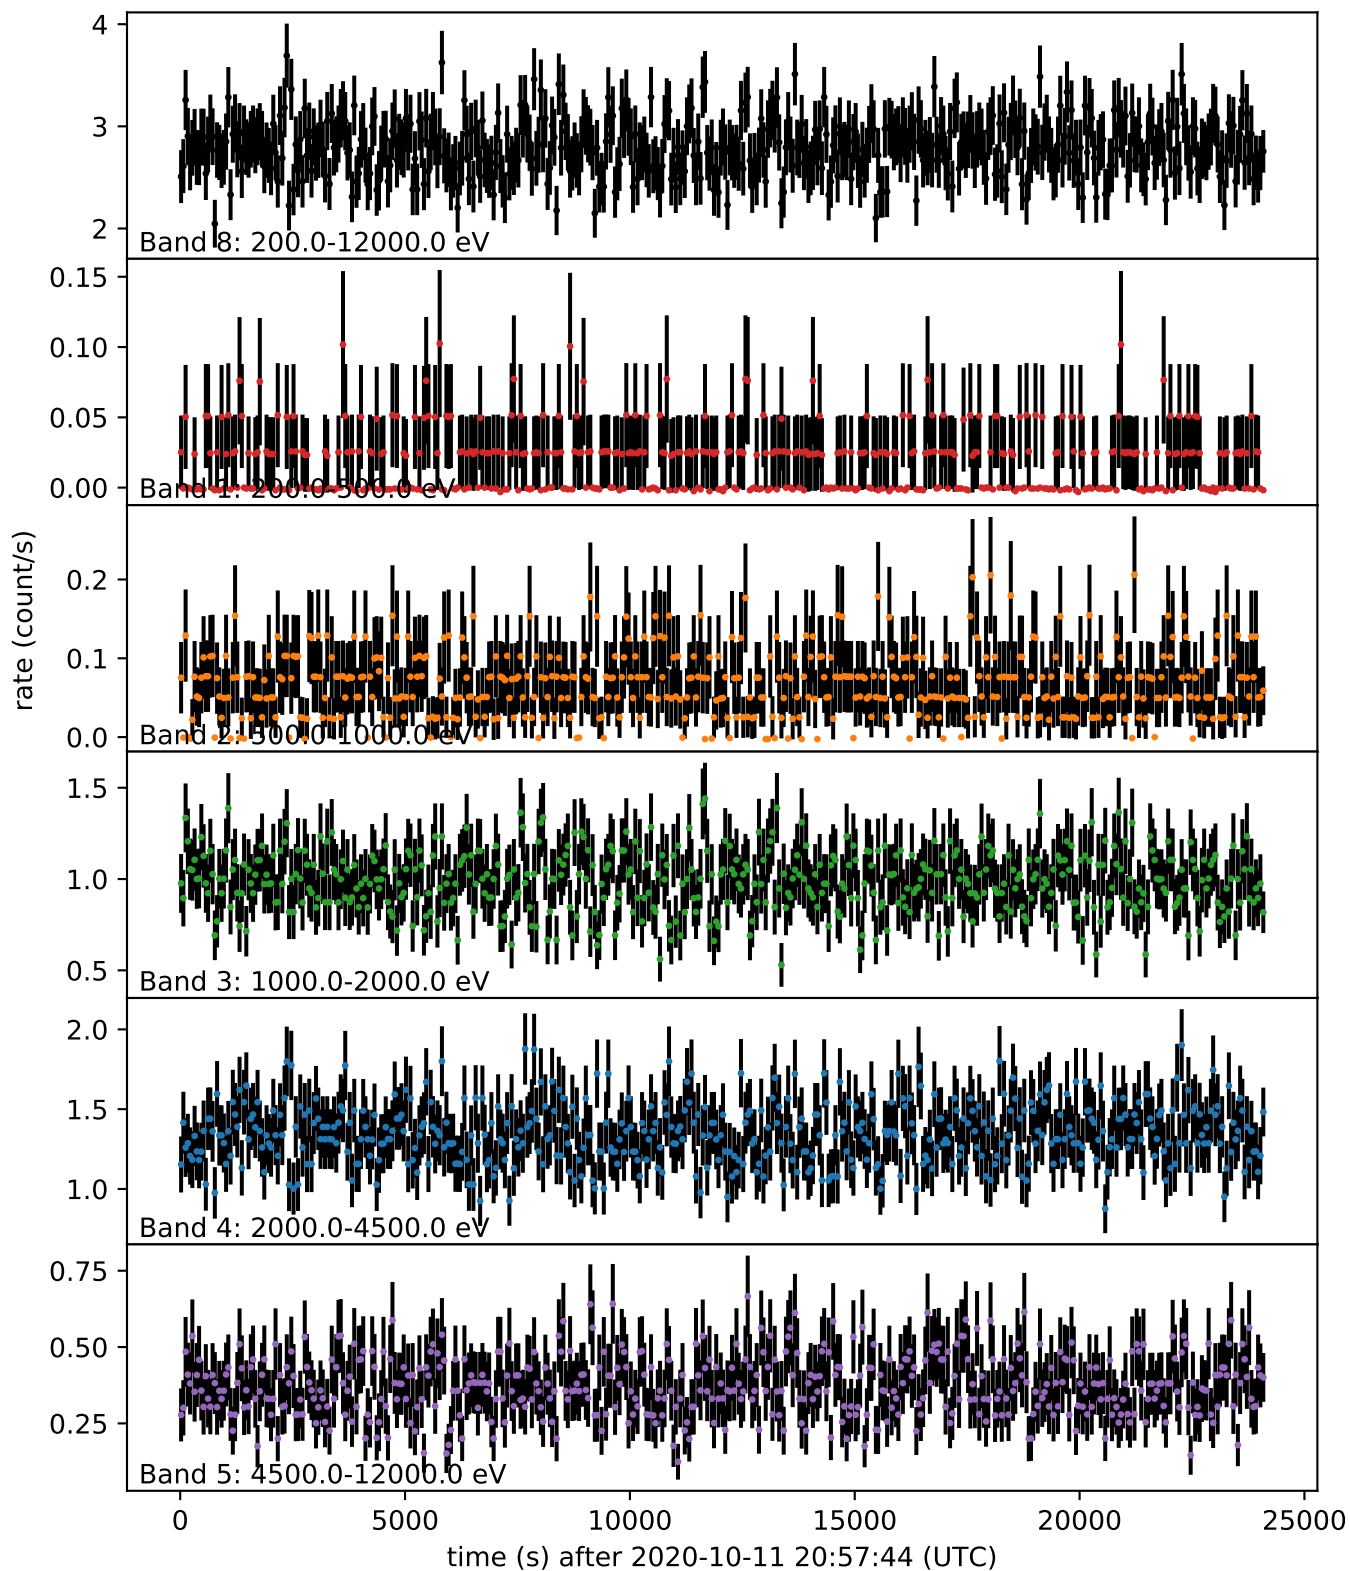 4
3
2
Band 8: 200.0-12000.0 eV
0.15
0.10
0.05
0.00
Band 1: 200.0-500.0 eV
rate (count/s)
0.2
0.1
0.0
Band 2: 500.0-1000.0 eV
1.5
1.0
0.5
Band 3: 1000.0-2000.0 eV
2.0
1.5
1.0
Band 4: 2000.0-4500.0 eV
0.75
0.50
0.25
Band 5: 4500.0-12000.0 eV
0 5000 10000 15000 20000 25000
time (s) after 2020-10-11 20:57:44 (UTC)